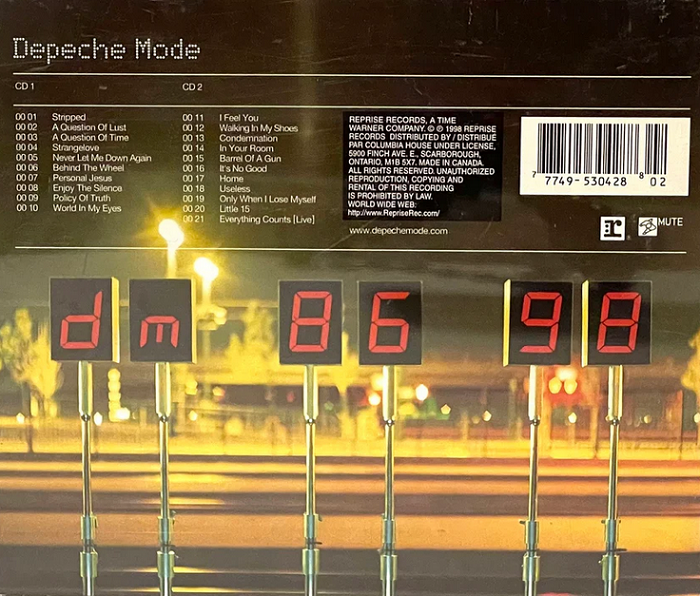 Depeche Mode
CD 1
00 01 Stripped
00 02 A Question Of Lust
00 03 A Question Of Time
00 04 Strangelove
00 05 Never Let Me Down Again
00 06 Behind The Wheel
00 07 Personal Jesus
00 08 Enjoy The Silence
00 09 Policy Of Truth
00 10 World In My Eyes
CD 2
00 11 I Feel You
00 12 Walking In My Shoes
00 13 Condemnation
00 14 In Your Room
00 15 Barrel Of A Gun
00 16 It's No Good
00 17 Home
00 18 Useless
00 19 Only When I Lose Myself
00 20 Little 15
00 21 Everything Counts [Live]
REPRISE RECORDS, A TIME
WARNER COMPANY. © ℗ 1998 REPRISE
RECORDS DISTRIBUTED BY / DISTRIBUÉ
PAR COLUMBIA HOUSE UNDER LICENSE,
5900 FINCH AVE. E., SCARBOROUGH,
ONTARIO, M1B 5X7. MADE IN CANADA.
ALL RIGHTS RESERVED. UNAUTHORIZED
REPRODUCTION, COPYING AND
RENTAL OF THIS RECORDING
IS PROHIBITED BY LAW.
WORLD WIDE WEB:
http://www.RepriseRec.com/
www.depechemode.com
7 7749-530428 8 02
r
MUTE
dm 86 98